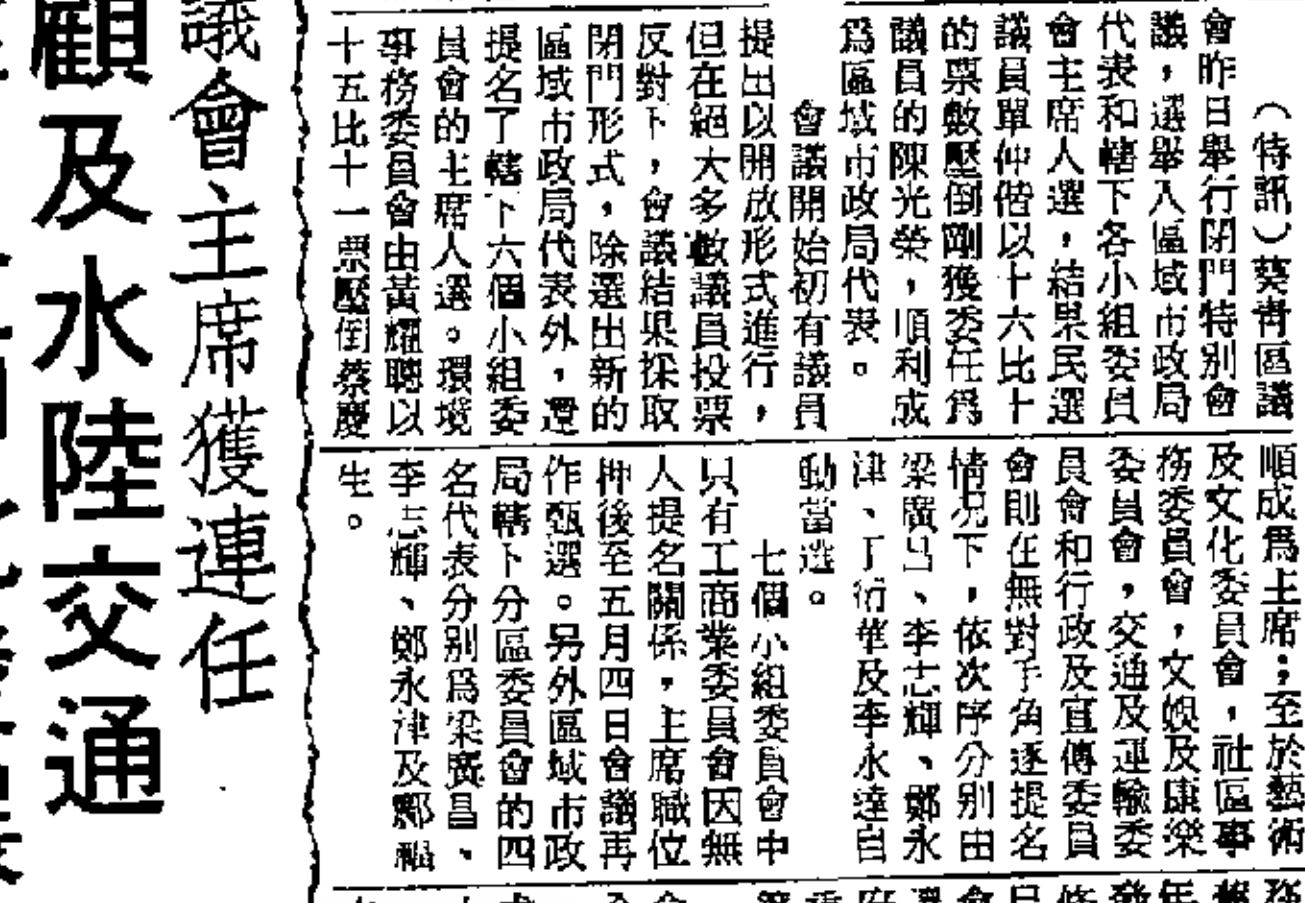 （特訊）葵青區議
會昨日舉行閉門特別會
議，選舉入區域市政局
代表和轄下各小組委員
會主席人選，結果民選
議員單仲偕以十六比十
的票數壓倒剛獲委任爲
議員的陳光榮，順利成
爲區域市政局代表。
會議開始初有議員
提出以開放形式進行，
但在絕大多數議員投票
反對下，會議結果採取
閉門形式，除選出新的
區域市政局代表外，還
提名了轄下六個小組委
員會的主席人選。環境
事務委員會由黃耀聰以
十五比十一票壓倒蔡慶
順成爲主席；至於藝術
及文化委員會，社區事
務委員會，文娛及康樂
委員會，交通及運輸委
員會和行政及宣傳委員
會則在無對手角逐提名
情況下，依次序分別由
梁廣昌、李志輝、鄭永
津、丁衍華及李永達自
動當選。
七個小組委員會中
只有工商業委員會因無
人提名關係，主席職位
押後至五月四日會議再
作甄選。另外區域市政
局轄下分區委員會的四
名代表分別爲梁廣昌、
李志輝、鄭永津及鄺福
生。
議會主席獲連任
顧及水陸交通